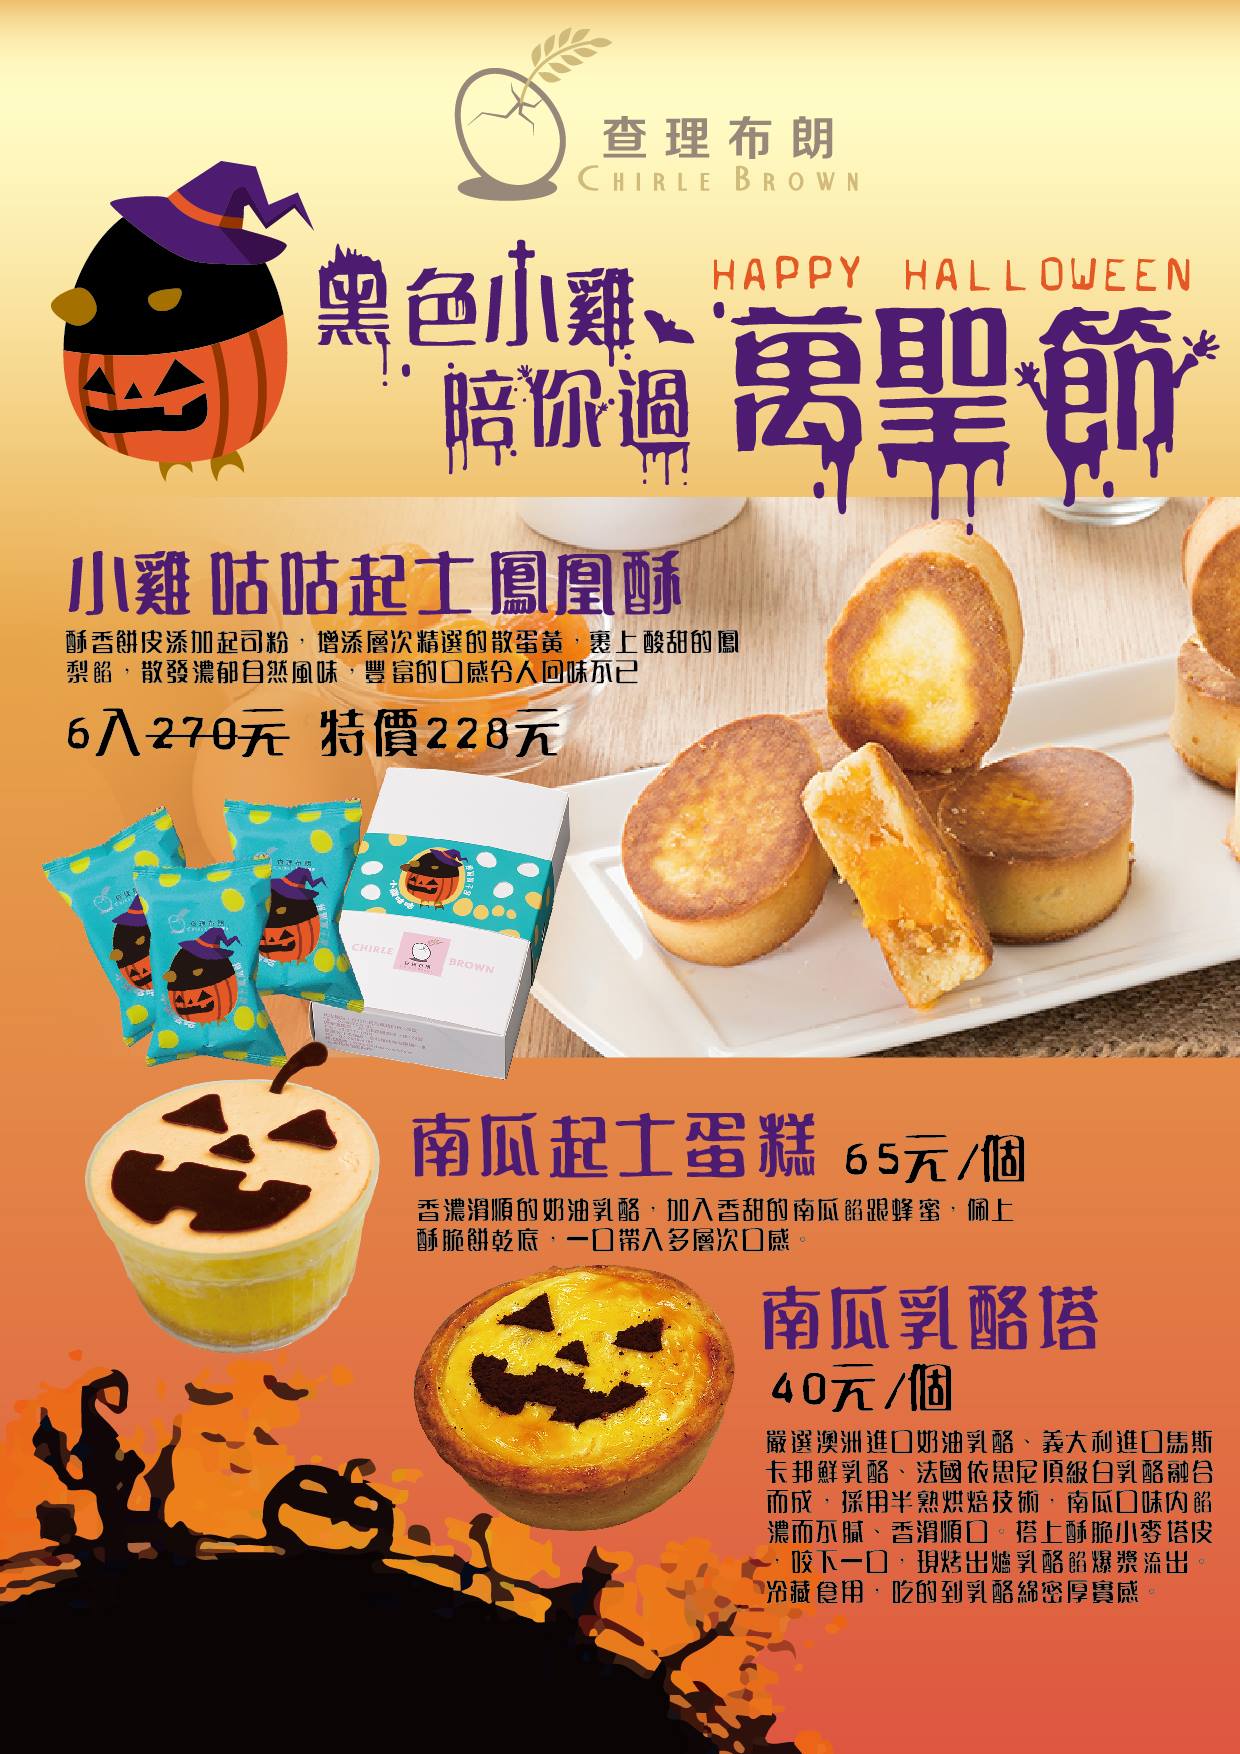 查理布朗
CHIRLE BROWN
HAPPY HALLOWEEN
黑色小雞、
陪你過
萬聖節
小雞咕咕起士鳳凰酥
酥香餅皮添加起司粉，增添層次精選的散蛋黃，裹上酸甜的鳳
梨餡，散發濃郁自然風味，豐富的口感令人回味不已
6入270元 特價228元
查理布朗
查理布朗
CHIRLE BROWN
南瓜起士蛋糕 65元/個
香濃滑順的奶油乳酪，加入香甜的南瓜餡跟蜂蜜，佩上
酥脆餅乾底，一口帶入多層次口感。
南瓜乳酪塔
40元/個
嚴選澳洲進口奶油乳酪、義大利進口馬斯
卡邦鮮乳酪、法國依思尼頂級白乳酪融合
而成，採用半熟烘焙技術，南瓜口味內餡
濃而不膩、香滑順口。搭上酥脆小麥塔皮
，咬下一口，現烤出爐乳酪餡爆漿流出。
冷藏食用，吃的到乳酪綿密厚實感。